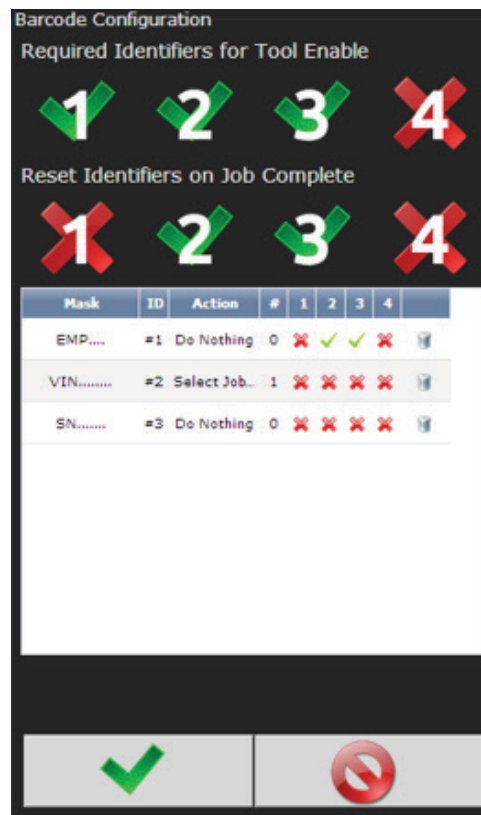 Barcode Configuration
Required Identifiers for Tool Enable
1 2 3 4
Reset Identifiers on Job Complete
1 2 3 4
Mask ID Action # 1 2 3 4
EMP.... =1 Do Nothing 0
VIN........ =2 Select Job... 1
SN....... =3 Do Nothing 0